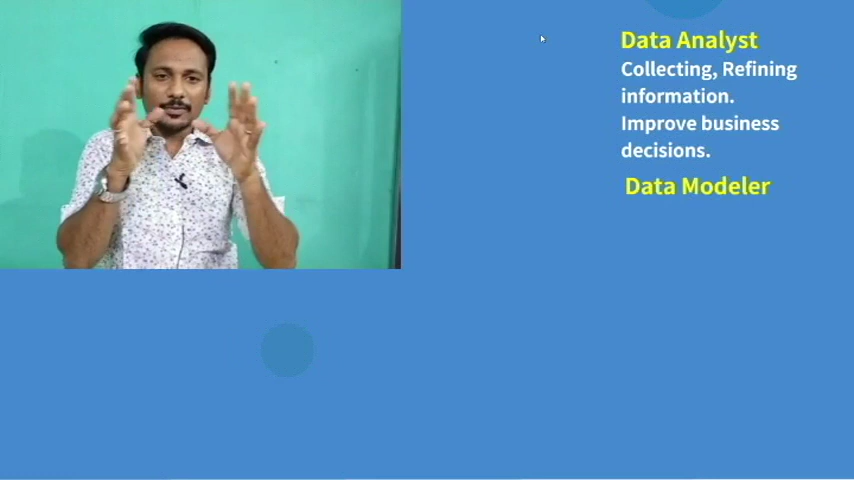 Data Analyst
Collecting, Refining
information.
Improve business
decisions.
Data Modeler